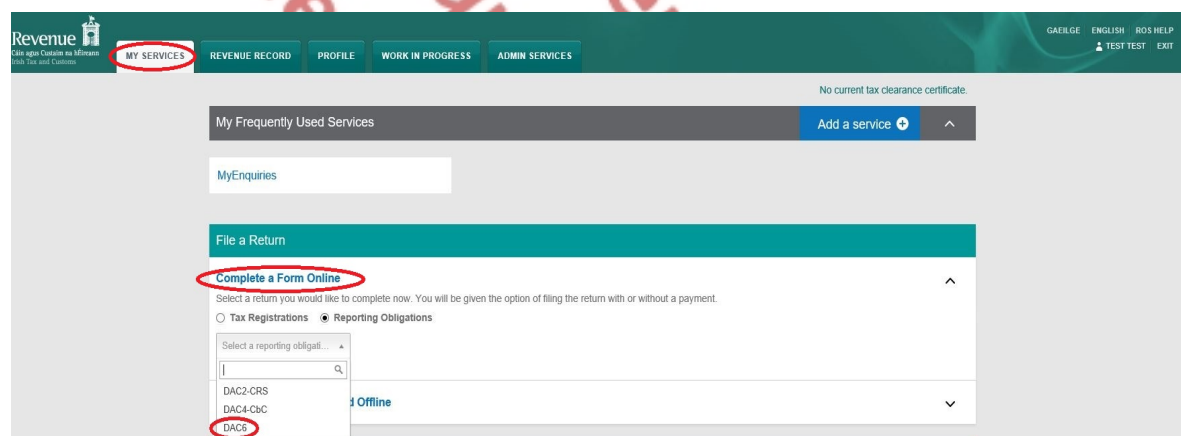 GAEILGE ENGLISH ROS HELP
Revenue
Cáin agus Custaim na hÉireann
Irish Tax and Customs
MY SERVICES REVENUE RECORD PROFILE WORK IN PROGRESS ADMIN SERVICES
TEST TEST EXIT
No current tax clearance certificate.
My Frequently Used Services Add a service
MyEnquiries
File a Return
Complete a Form Online
Select a return you would like to complete now. You will be given the option of filing the return with or without a payment.
Tax Registrations Reporting Obligations
Select a reporting obligati...
DAC2-CRS
DAC4-CbC
d Offline
DAC6